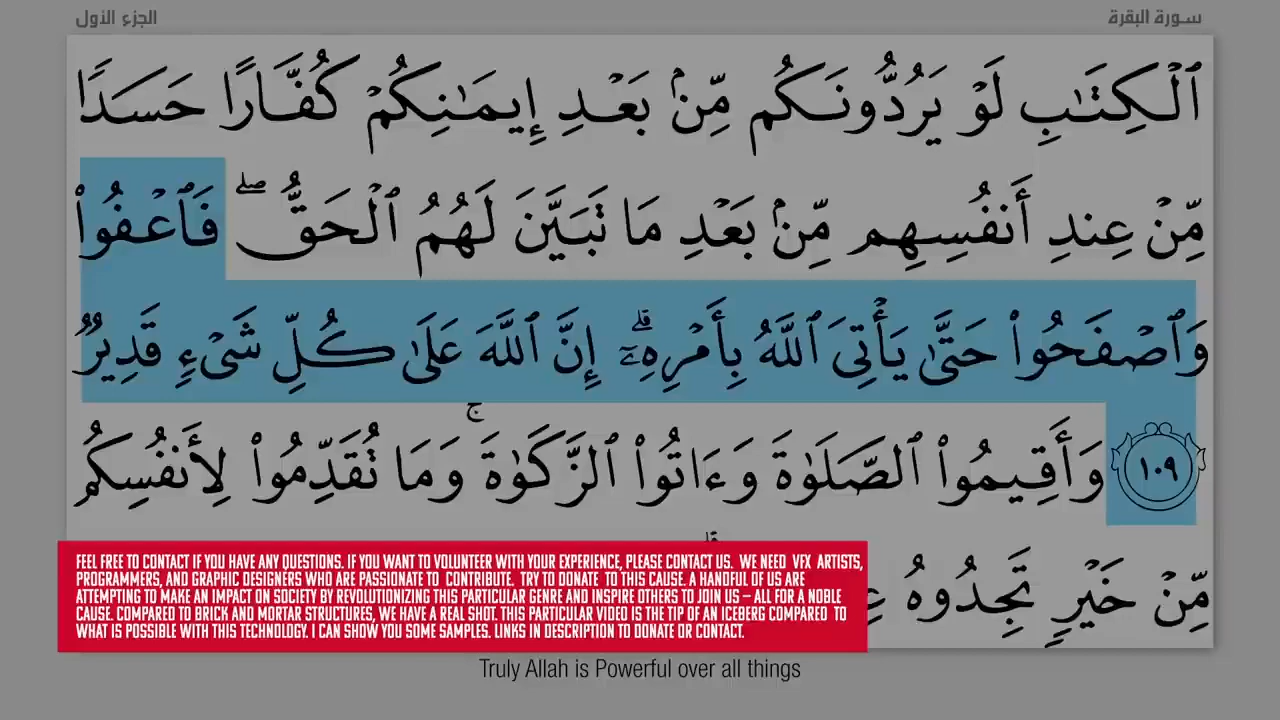 سورة البقرة
الجزء الأول
ٱلۡكِتَٰبِ لَوۡ يَرُدُّونَكُم مِّنۢ بَعۡدِ إِيمَٰنِكُمۡ كُفَّارًا حَسَدًا
مِّنۡ عِندِ أَنفُسِهِم مِّنۢ بَعۡدِ مَا تَبَيَّنَ لَهُمُ ٱلۡحَقُّۖ فَٱعۡفُواْ
وَٱصۡفَحُواْ حَتَّىٰ يَأۡتِيَ ٱللَّهُ بِأَمۡرِهِۦٓۗ إِنَّ ٱللَّهَ عَلَىٰ كُلِّ شَيۡءٍ قَدِيرٌ
١٠٩ وَأَقِيمُواْ ٱلصَّلَوٰةَ وَءَاتُواْ ٱلزَّكَوٰةَۚ وَمَا تُقَدِّمُواْ لِأَنفُسِكُم
مِّنۡ خَيۡرٍ تَجِدُوهُ
FEEL FREE TO CONTACT IF YOU HAVE ANY QUESTIONS. IF YOU WANT TO VOLUNTEER WITH YOUR EXPERIENCE, PLEASE CONTACT US. WE NEED VFX ARTISTS,
PROGRAMMERS, AND GRAPHIC DESIGNERS WHO ARE PASSIONATE TO CONTRIBUTE. TRY TO DONATE TO THIS CAUSE. A HANDFUL OF US ARE
ATTEMPTING TO MAKE AN IMPACT ON SOCIETY BY REVOLUTIONIZING THIS PARTICULAR GENRE AND INSPIRE OTHERS TO JOIN US – ALL FOR A NOBLE
CAUSE. COMPARED TO BRICK AND MORTAR STRUCTURES, WE HAVE A REAL SHOT. THIS PARTICULAR VIDEO IS THE TIP OF AN ICEBERG COMPARED TO
WHAT IS POSSIBLE WITH THIS TECHNOLOGY. I CAN SHOW YOU SOME SAMPLES. LINKS IN DESCRIPTION TO DONATE OR CONTACT.
Truly Allah is Powerful over all things